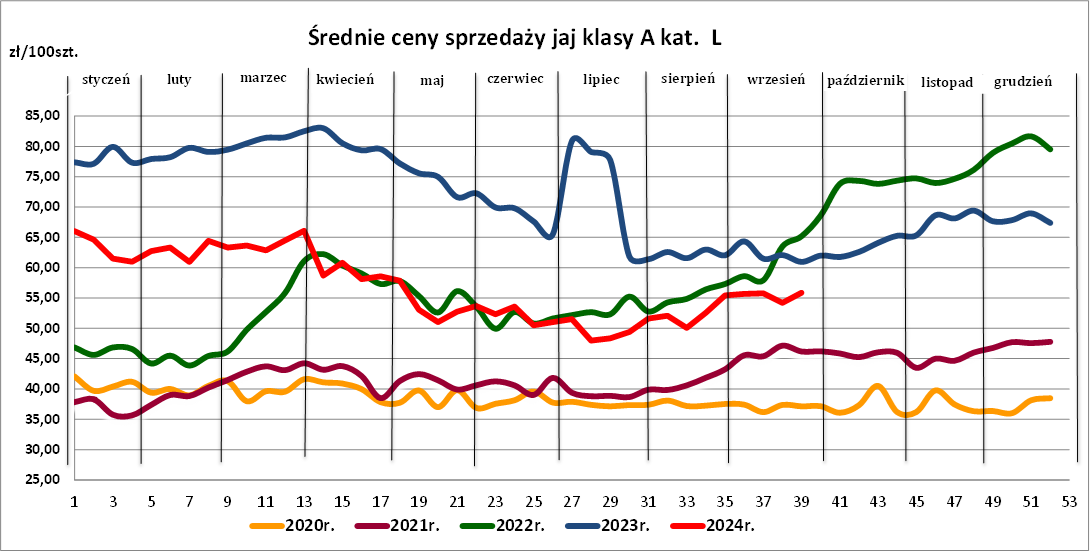 Średnie ceny sprzedaży jaj klasy A kat. L
zł/100szt.
styczeń luty marzec kwiecień maj czerwiec lipiec sierpień wrzesień październik listopad grudzień
85,00
80,00
75,00
70,00
65,00
60,00
55,00
50,00
45,00
40,00
35,00
30,00
25,00
1 3 5 7 9 11 13 15 17 19 21 23 25 27 29 31 33 35 37 39 41 43 45 47 49 51 53
2020r. 2021r. 2022r. 2023r. 2024r.